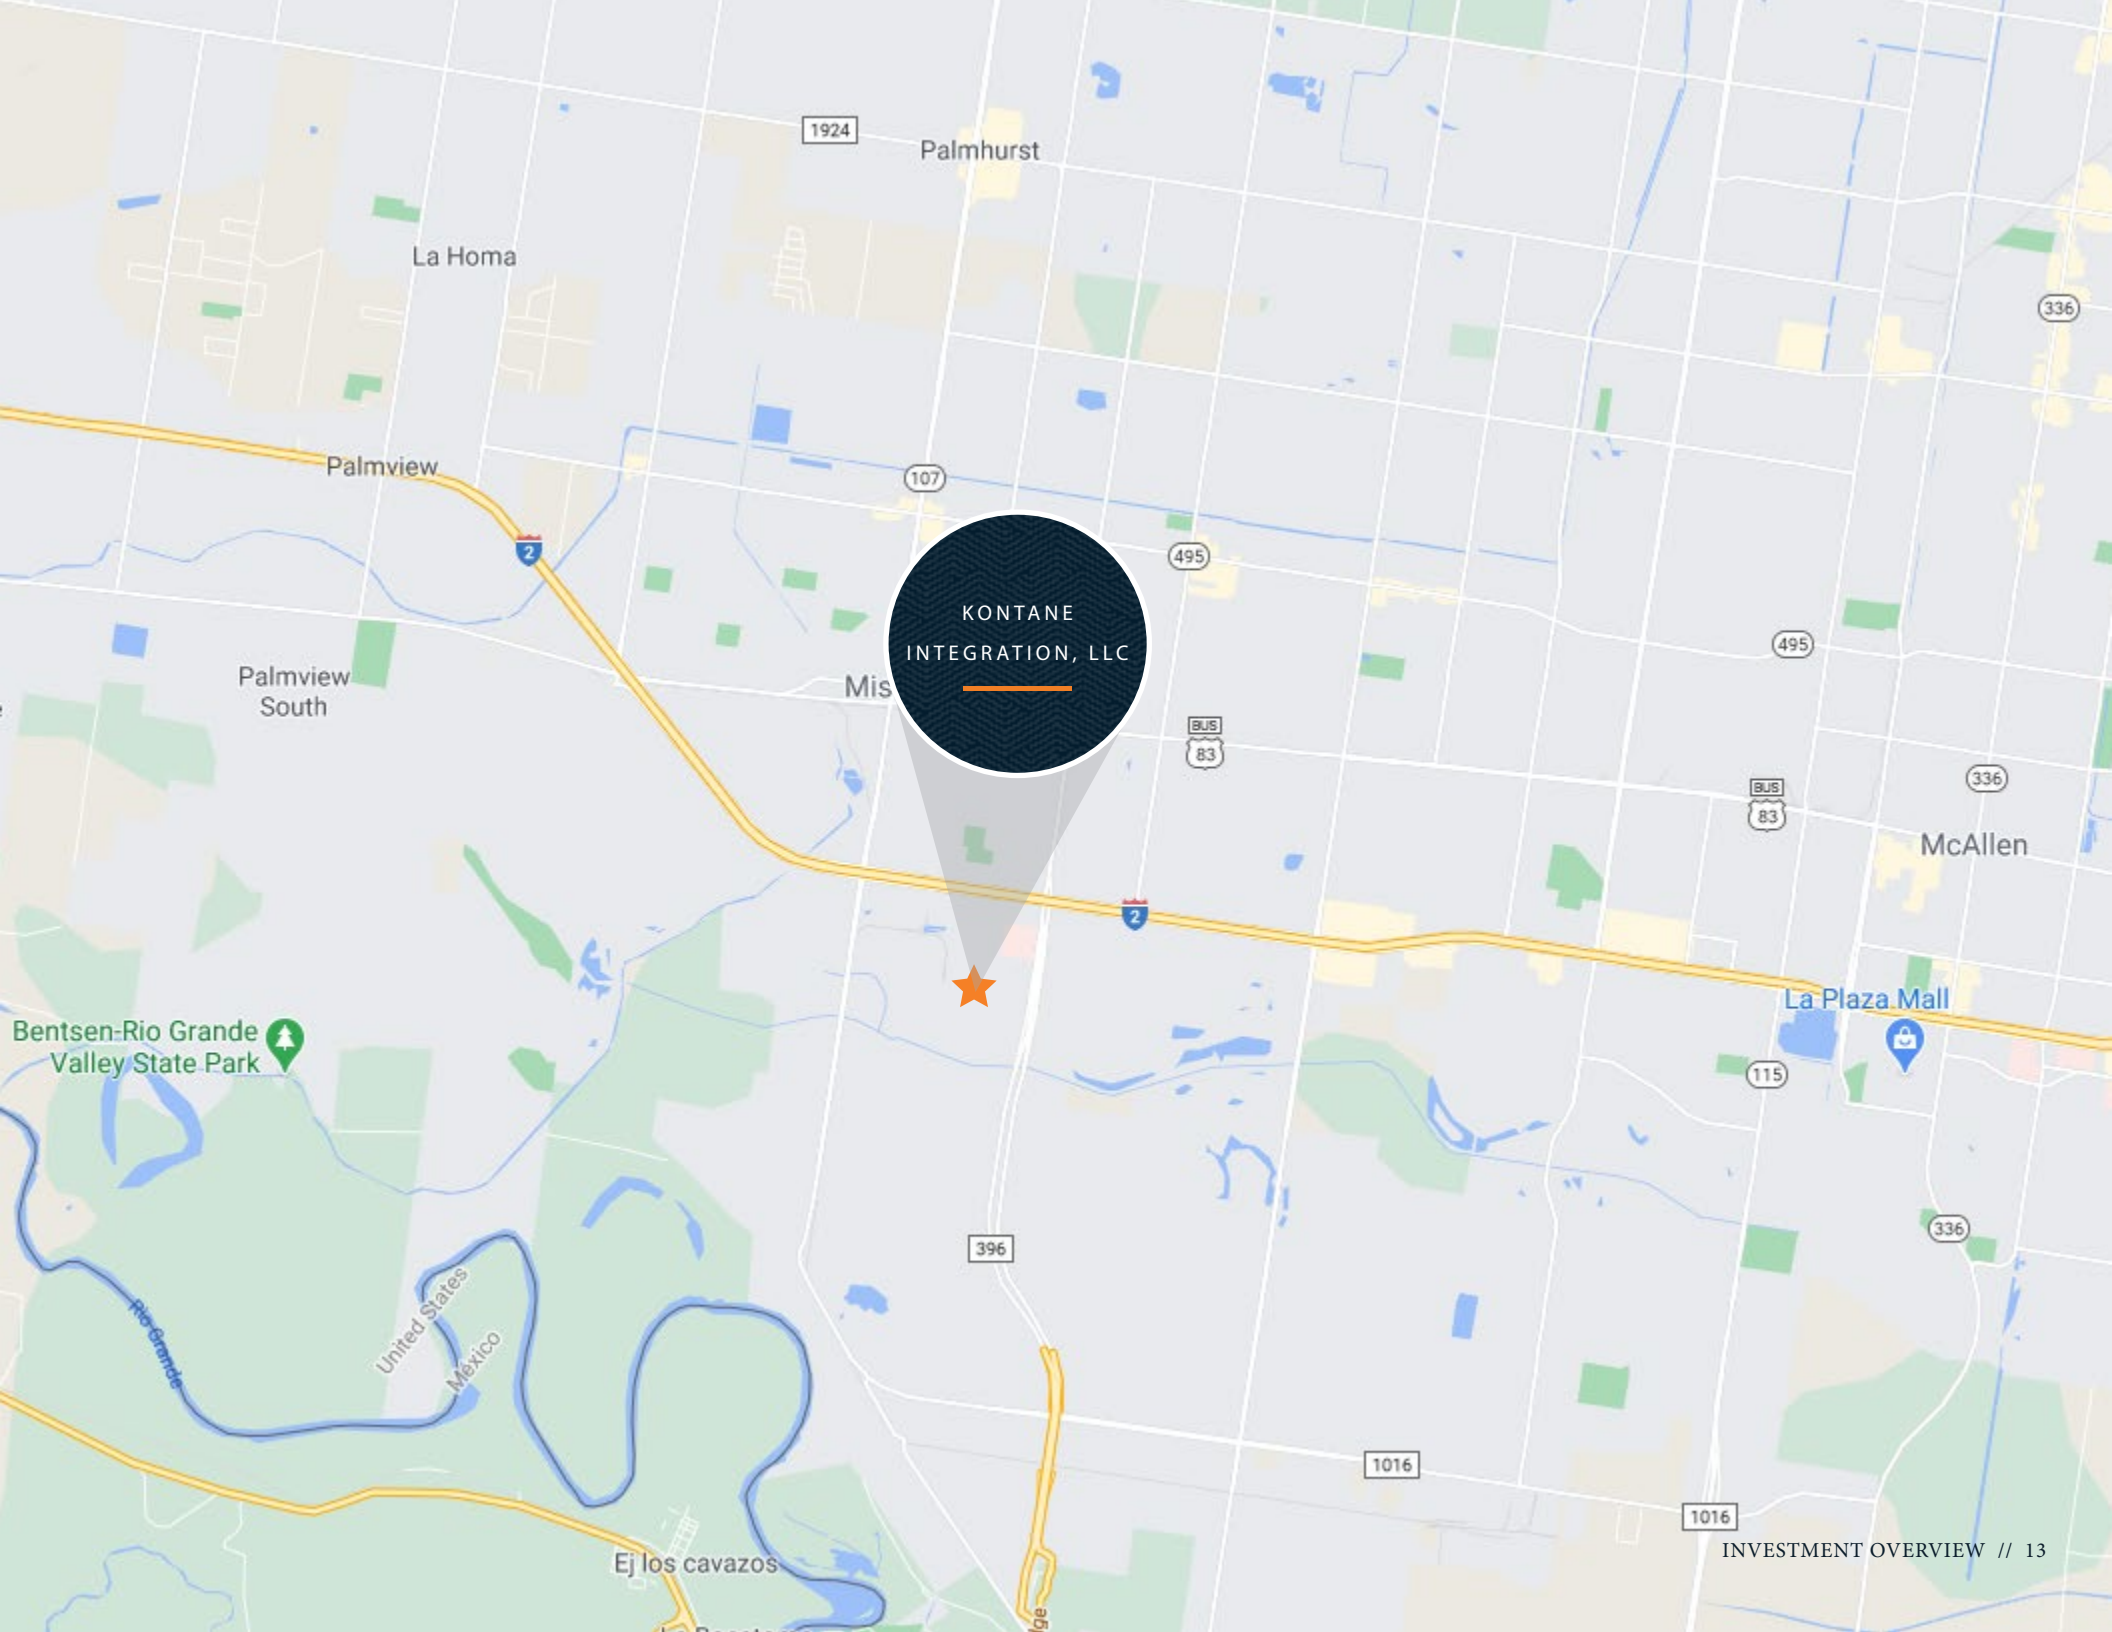 1924
Palmhurst
La Homa
336
Palmview
107
2
495
KONTANE
INTEGRATION, LLC
495
Palmview
South
Mis
BUS
83
336
BUS
83
McAllen
2
La Plaza Mall
Bentsen-Rio Grande
Valley State Park
115
336
396
United States
México
Rio Grande
1016
1016
INVESTMENT OVERVIEW // 13
Ej los cavazos